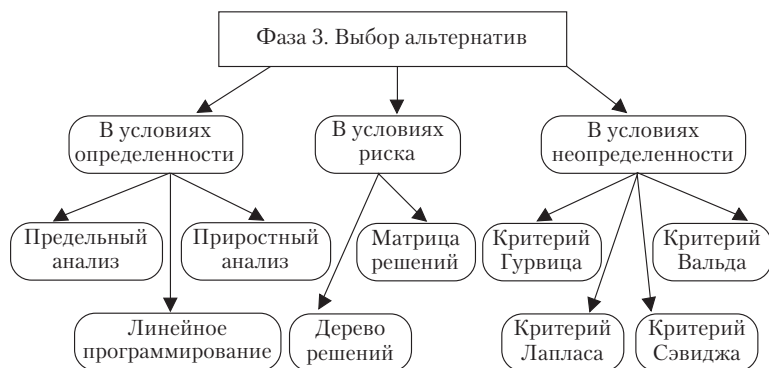 Фаза 3. Выбор альтернатив
В условиях
определенности
В условиях
риска
В условиях
неопределенности
Предельный
анализ
Приростный
анализ
Матрица
решений
Критерий
Гурвица
Критерий
Вальда
Линейное
программирование
Дерево
решений
Критерий
Лапласа
Критерий
Сэвиджа